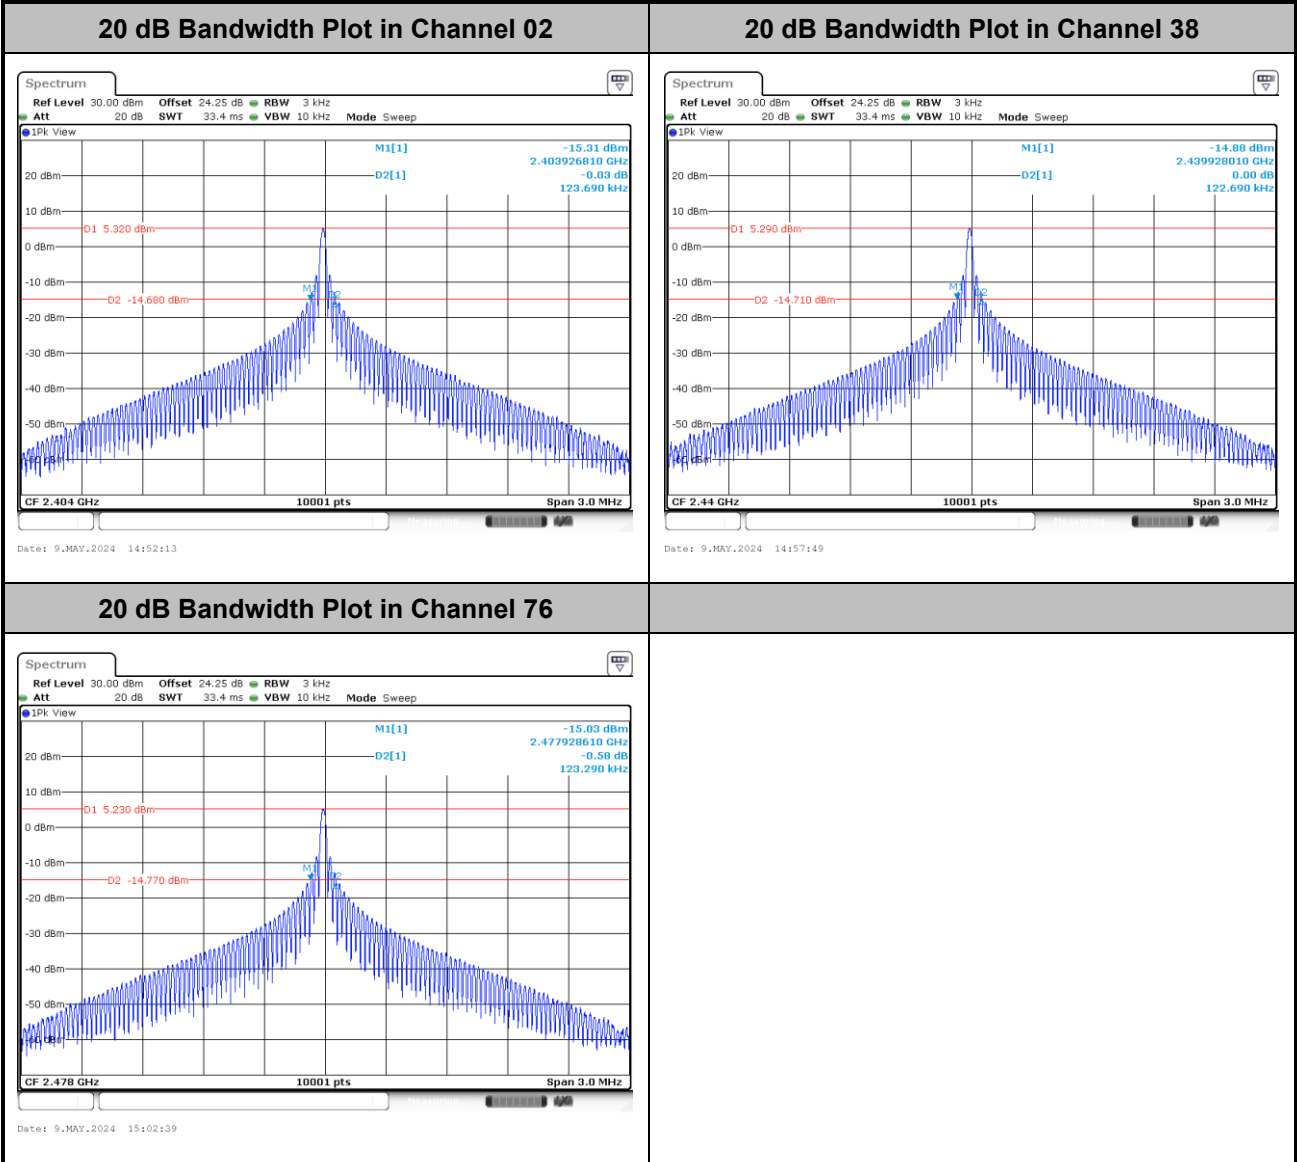 20 dB Bandwidth Plot in Channel 02
Spectrum
Ref Level 30.00 dBm Offset 24.25 dB RBW 3 kHz
Att 20 dB SWT 33.4 ms VBW 10 kHz Mode Sweep
1Pk View
M1[1] -15.31 dBm
2.403926810 GHz
D2[1] -0.03 dB
123.690 kHz
20 dBm
10 dBm
D1 5.320 dBm
0 dBm
-10 dBm
M1
D2
D2 -14.680 dBm
-20 dBm
-30 dBm
-40 dBm
-50 dBm
-60 dBm
CF 2.404 GHz 10001 pts Span 3.0 MHz
Date: 9.MAY.2024 14:52:13
20 dB Bandwidth Plot in Channel 38
Spectrum
Ref Level 30.00 dBm Offset 24.25 dB RBW 3 kHz
Att 20 dB SWT 33.4 ms VBW 10 kHz Mode Sweep
1Pk View
M1[1] -14.88 dBm
2.439928010 GHz
D2[1] 0.00 dB
122.690 kHz
20 dBm
10 dBm
D1 5.290 dBm
0 dBm
-10 dBm
M1
D2
D2 -14.710 dBm
-20 dBm
-30 dBm
-40 dBm
-50 dBm
-60 dBm
CF 2.44 GHz 10001 pts Span 3.0 MHz
Date: 9.MAY.2024 14:57:49
20 dB Bandwidth Plot in Channel 76
Spectrum
Ref Level 30.00 dBm Offset 24.25 dB RBW 3 kHz
Att 20 dB SWT 33.4 ms VBW 10 kHz Mode Sweep
1Pk View
M1[1] -15.03 dBm
2.477928610 GHz
D2[1] -0.58 dB
123.290 kHz
20 dBm
10 dBm
D1 5.230 dBm
0 dBm
-10 dBm
M1
D2
D2 -14.770 dBm
-20 dBm
-30 dBm
-40 dBm
-50 dBm
-60 dBm
CF 2.478 GHz 10001 pts Span 3.0 MHz
Date: 9.MAY.2024 15:02:39